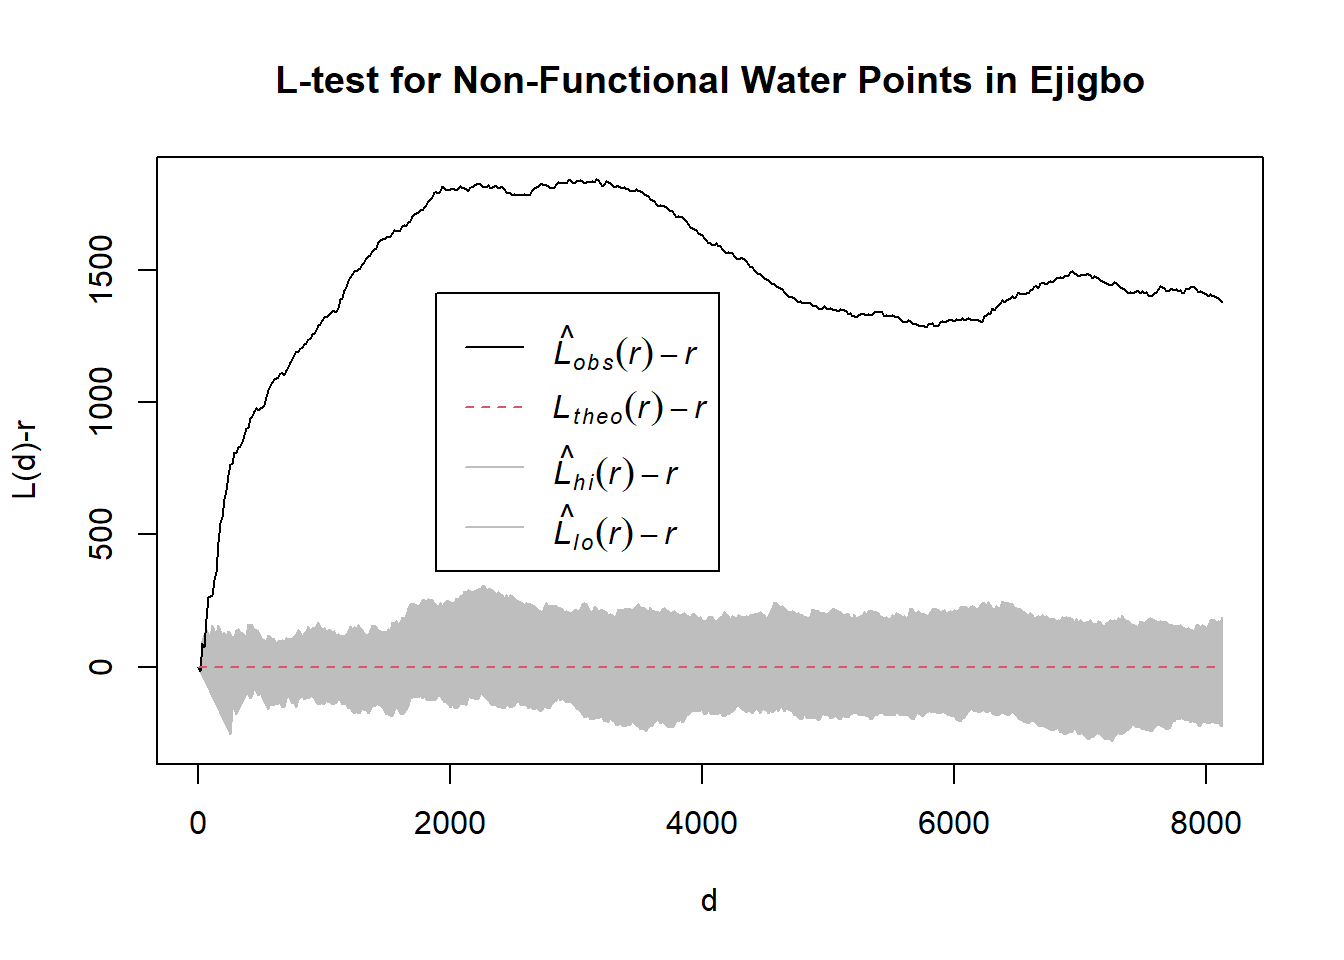 L-test for Non-Functional Water Points in Ejigbo
L(d)-r
1500
1000
500
0
L̂obs(r) – r
Ltheo(r) – r
L̂hi(r) – r
L̂lo(r) – r
0 2000 4000 6000 8000
d